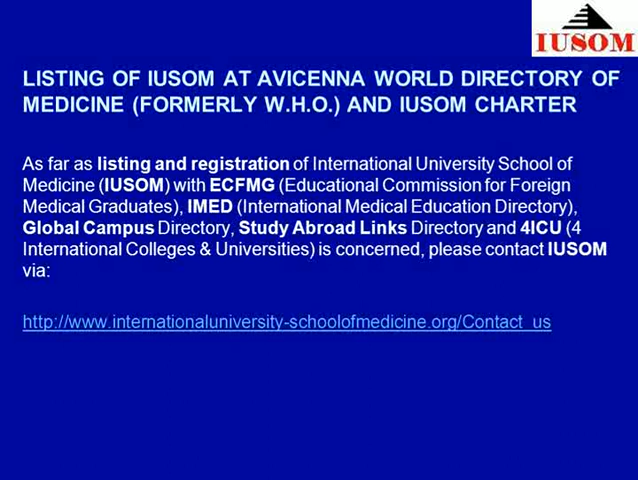 IUSOM
LISTING OF IUSOM AT AVICENNA WORLD DIRECTORY OF
MEDICINE (FORMERLY W.H.O.) AND IUSOM CHARTER
As far as listing and registration of International University School of
Medicine (IUSOM) with ECFMG (Educational Commission for Foreign
Medical Graduates), IMED (International Medical Education Directory),
Global Campus Directory, Study Abroad Links Directory and 4ICU (4
International Colleges & Universities) is concerned, please contact IUSOM
via:
http://www.internationaluniversity-schoolofmedicine.org/Contact_us